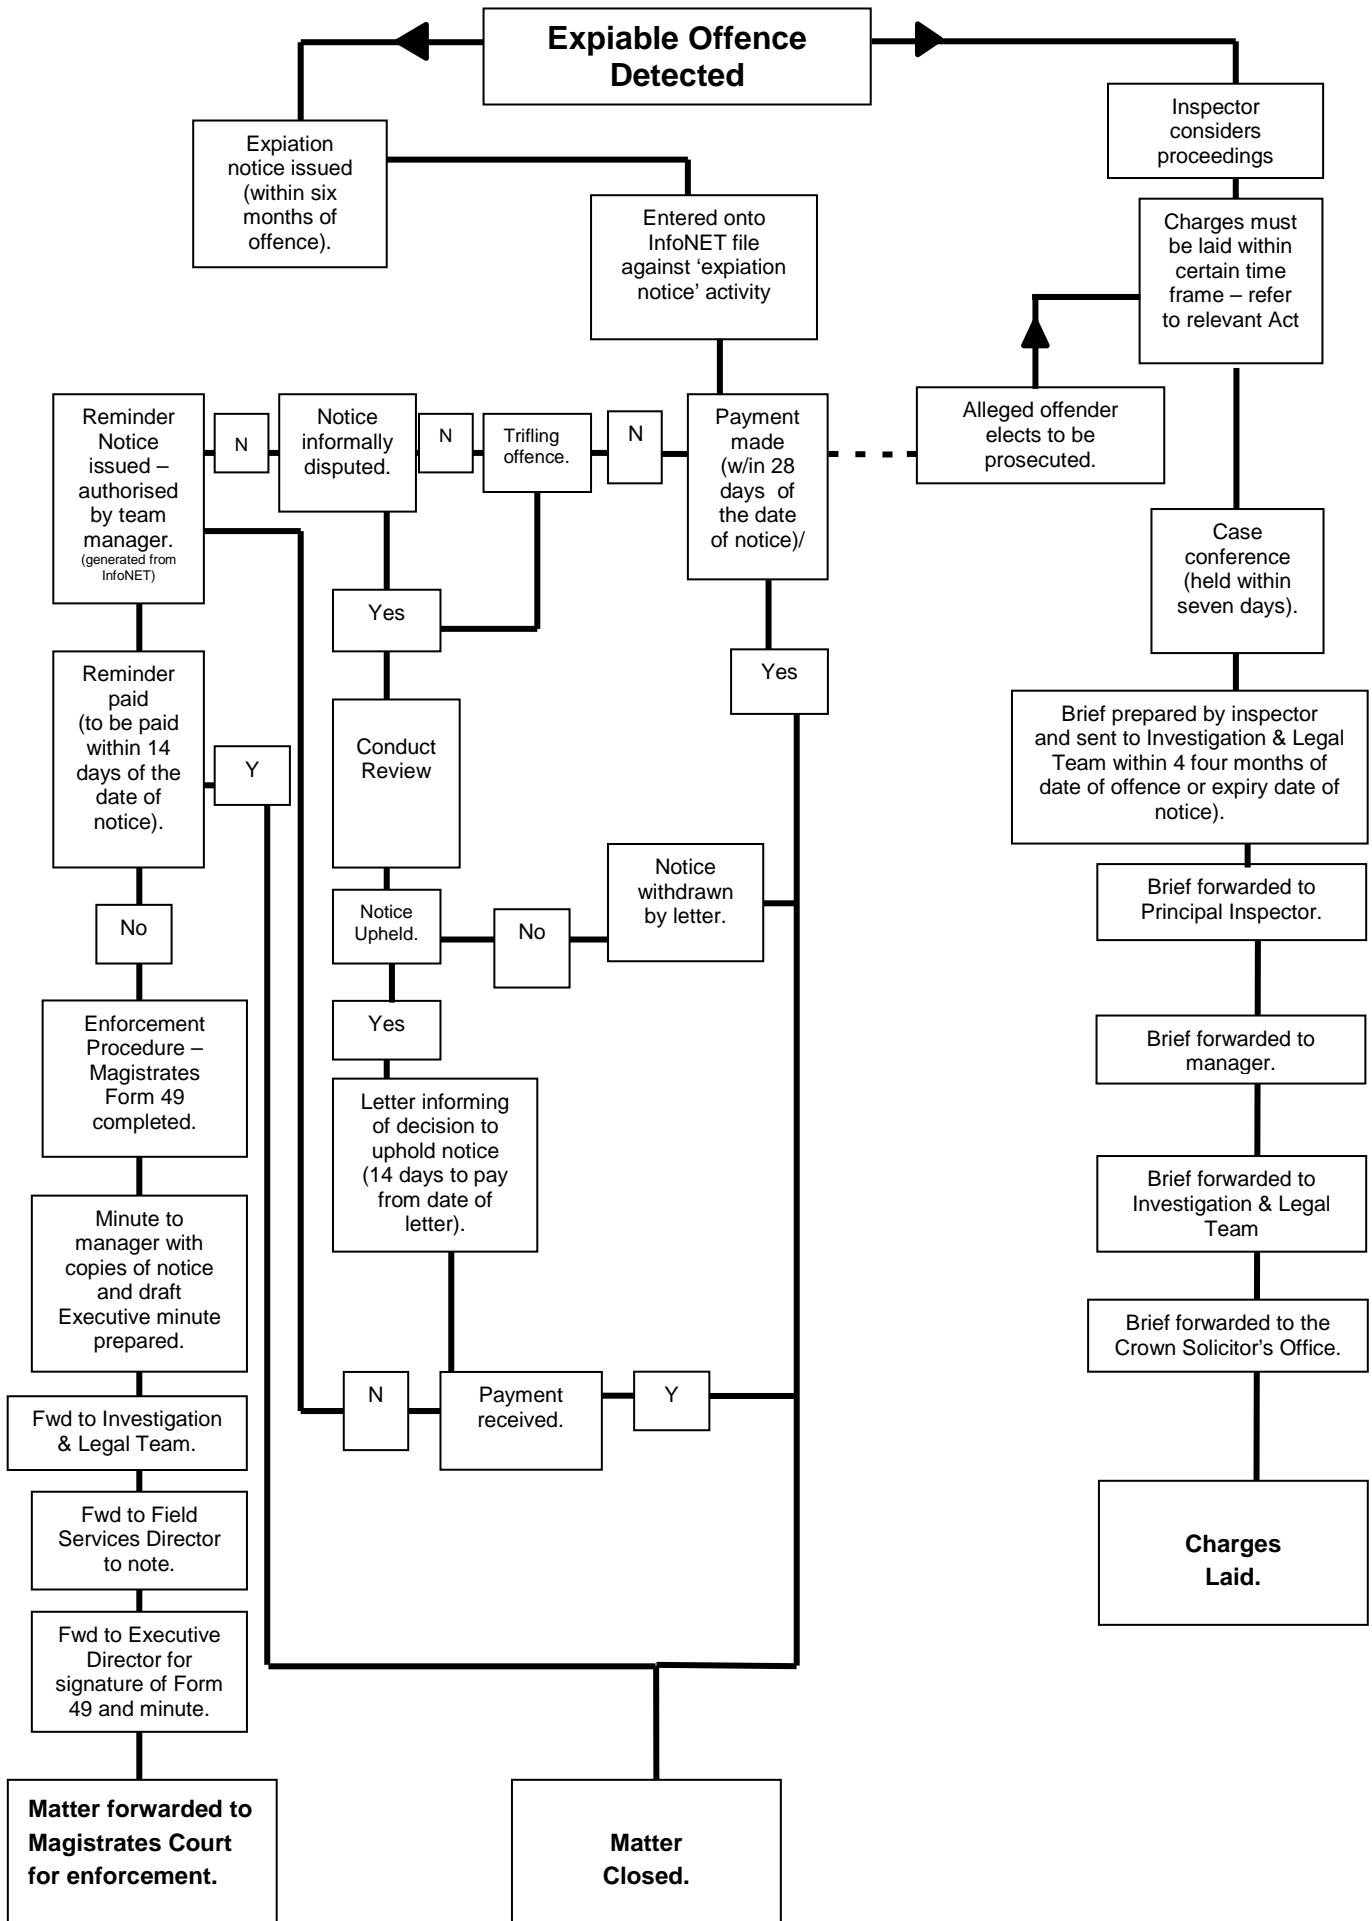 Expiable Offence
Detected
Expiation
notice issued
(within six
months of
offence).
Inspector
considers
proceedings
Entered onto
InfoNET file
against ‘expiation
notice’ activity
Charges must
be laid within
certain time
frame – refer
to relevant Act
Reminder
Notice
issued –
authorised
by team
manager.
(generated from
InfoNET)
N
Notice
informally
disputed.
N
Trifling
offence.
N
Payment
made
(w/in 28
days of
the date
of notice)/
Alleged offender
elects to be
prosecuted.
Case
conference
(held within
seven days).
Yes
Yes
Reminder
paid
(to be paid
within 14
days of the
date of
notice).
Y
Conduct
Review
Brief prepared by inspector
and sent to Investigation & Legal
Team within 4 four months of
date of offence or expiry date of
notice).
Notice
withdrawn
by letter.
Brief forwarded to
Principal Inspector.
No
Notice
Upheld.
No
Yes
Enforcement
Procedure –
Magistrates
Form 49
completed.
Brief forwarded to
manager.
Letter informing
of decision to
uphold notice
(14 days to pay
from date of
letter).
Brief forwarded to
Investigation & Legal
Team
Minute to
manager with
copies of notice
and draft
Executive minute
prepared.
Brief forwarded to the
Crown Solicitor’s Office.
N
Payment
received.
Y
Fwd to Investigation
& Legal Team.
Fwd to Field
Services Director
to note.
Charges
Laid.
Fwd to Executive
Director for
signature of Form
49 and minute.
Matter forwarded to
Magistrates Court
for enforcement.
Matter
Closed.